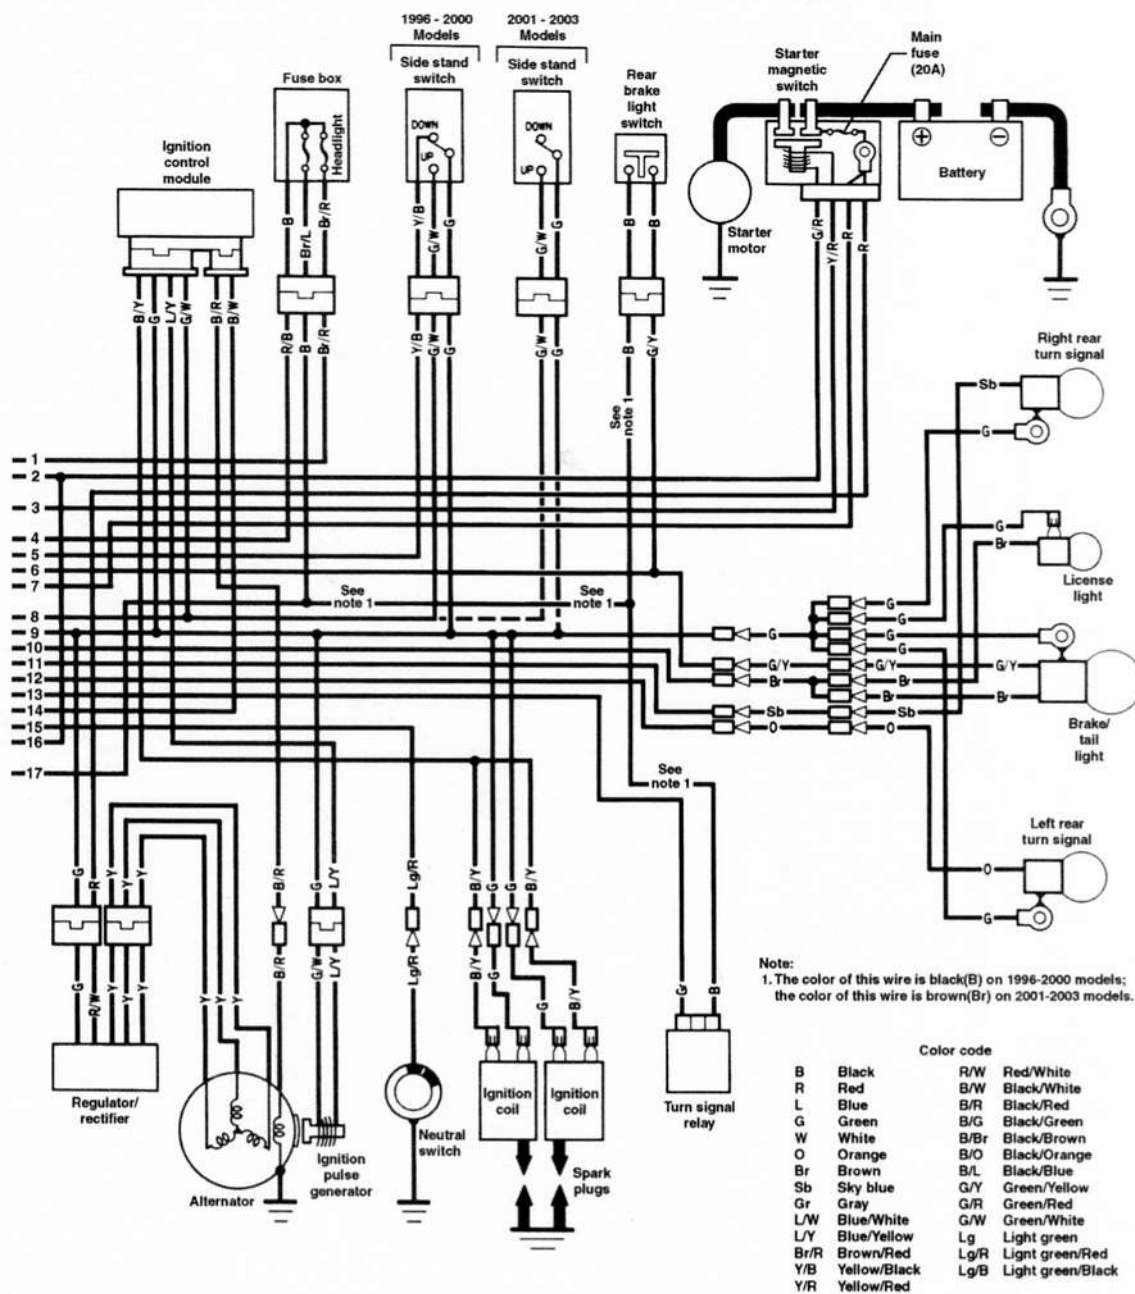 1996 - 2000
Models
2001 - 2003
Models
Side stand
switch
Side stand
switch
Fuse box
Rear
brake
light
switch
Starter
magnetic
switch
Main
fuse
(20A)
Ignition
control
module
Headlight
DOWN
UP
DOWN
UP
Battery
Starter
motor
B
Br/L
Br/R
Y/B
G/W
G
G/W
G
B
B
G/R
Y/R
R
R
B/Y
G
L/Y
G/W
B/R
B/W
R/B
B
Br/R
Y/B
G/W
G
G/W
G
B
G/Y
See
note 1
Right rear
turn signal
Sb
G
G
Br
License
light
1
2
3
4
5
6
7
8
9
10
11
12
13
14
15
16
17
See
note 1
See
note 1
G
G
G
G
G
G/Y
G/Y
G/Y
Br
Br
Br
Br
Sb
Sb
O
O
Brake/
tail
light
See
note 1
Left rear
turn signal
O
G
G
R
Y
Y
Y
B/R
G
L/Y
Lg/R
B/Y
G
G
B/Y
G
R/W
Y
Y
Y
Y
Y
Y
B/R
G/W
L/Y
Lg/R
B/Y
G
G
B/Y
Gr
B
Regulator/
rectifier
Alternator
Ignition
pulse
generator
Neutral
switch
Ignition
coil
Ignition
coil
Spark
plugs
Turn signal
relay
Note:
1. The color of this wire is black(B) on 1996-2000 models;
the color of this wire is brown(Br) on 2001-2003 models.
Color code
B Black R/W Red/White
R Red B/W Black/White
L Blue B/R Black/Red
G Green B/G Black/Green
W White B/Br Black/Brown
O Orange B/O Black/Orange
Br Brown B/L Black/Blue
Sb Sky blue G/Y Green/Yellow
Gr Gray G/R Green/Red
L/W Blue/White G/W Green/White
L/Y Blue/Yellow Lg Light green
Br/R Brown/Red Lg/R Lignt green/Red
Y/B Yellow/Black Lg/B Light green/Black
Y/R Yellow/Red